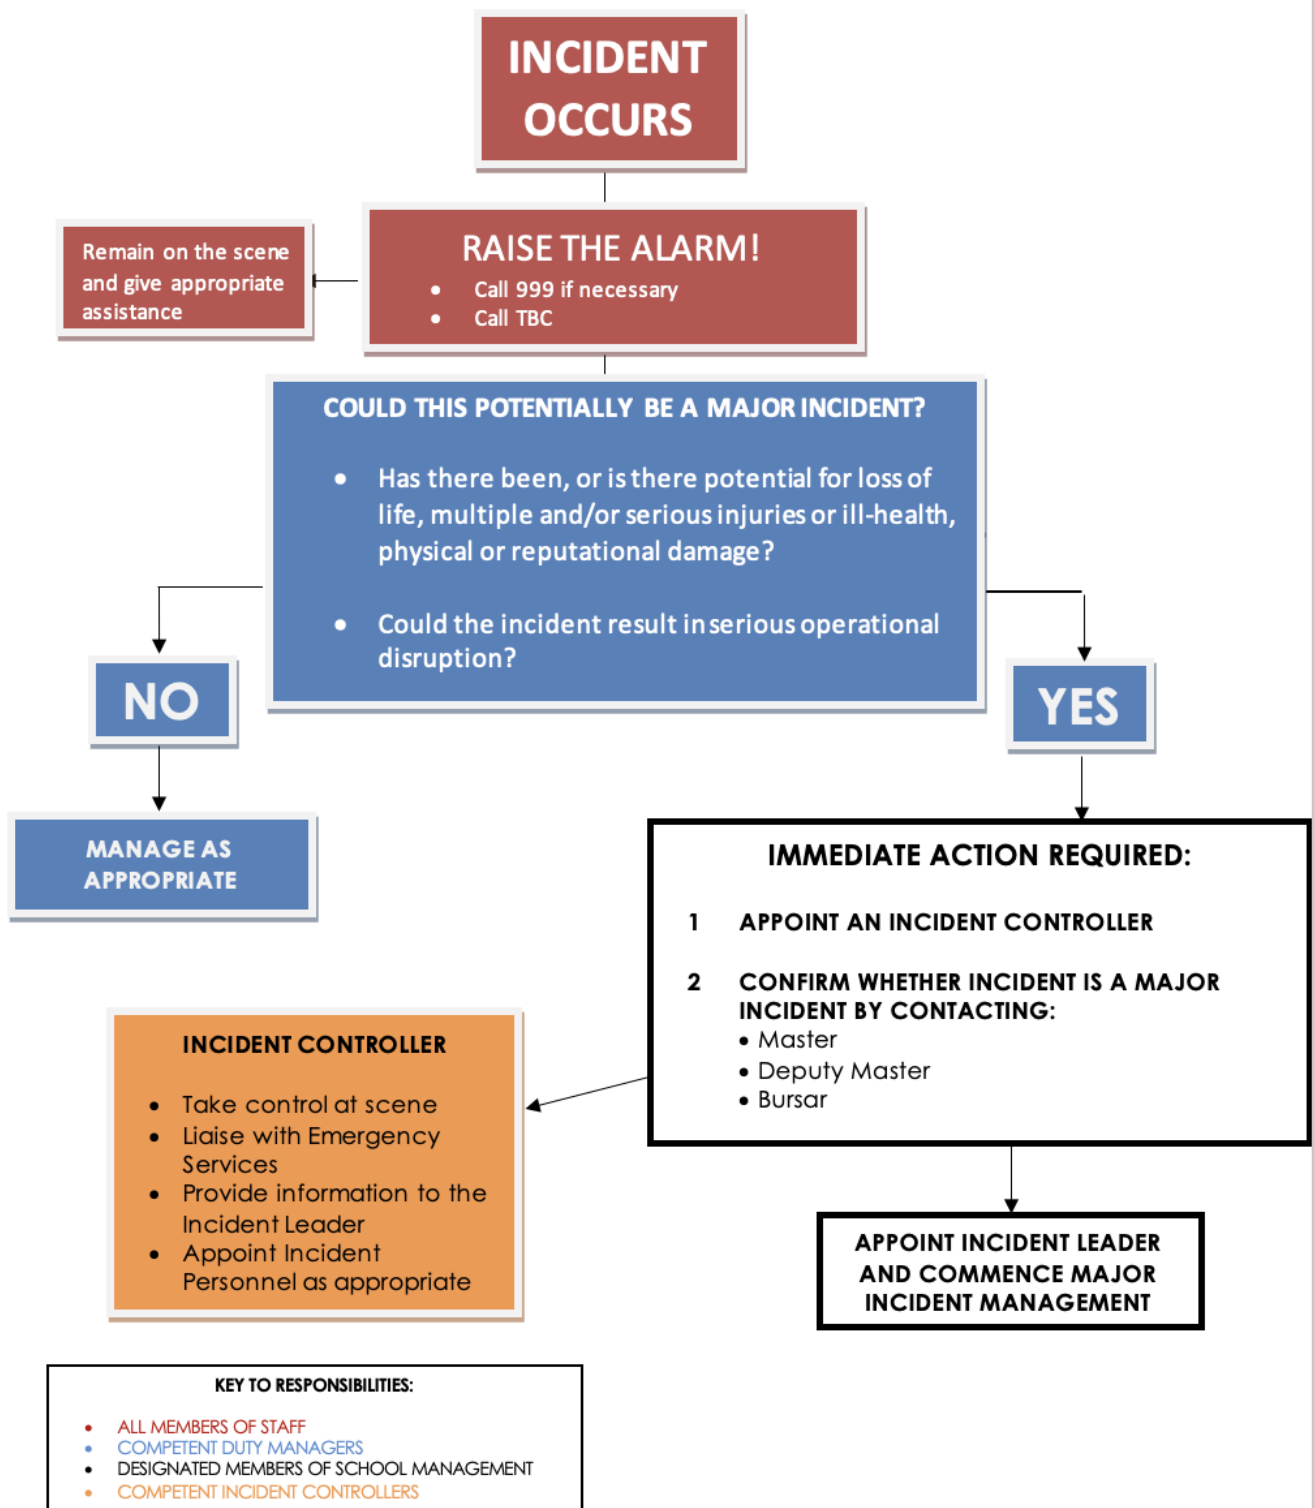 INCIDENT
OCCURS
RAISE THE ALARM!
• Call 999 if necessary
• Call TBC
Remain on the scene
and give appropriate
assistance
COULD THIS POTENTIALLY BE A MAJOR INCIDENT?
• Has there been, or is there potential for loss of
life, multiple and/or serious injuries or ill-health,
physical or reputational damage?
• Could the incident result in serious operational
disruption?
NO
YES
MANAGE AS
APPROPRIATE
IMMEDIATE ACTION REQUIRED:
1 APPOINT AN INCIDENT CONTROLLER
2 CONFIRM WHETHER INCIDENT IS A MAJOR
INCIDENT BY CONTACTING:
• Master
• Deputy Master
• Bursar
INCIDENT CONTROLLER
• Take control at scene
• Liaise with Emergency
Services
• Provide information to the
Incident Leader
• Appoint Incident
Personnel as appropriate
APPOINT INCIDENT LEADER
AND COMMENCE MAJOR
INCIDENT MANAGEMENT
KEY TO RESPONSIBILITIES:
• ALL MEMBERS OF STAFF
• COMPETENT DUTY MANAGERS
• DESIGNATED MEMBERS OF SCHOOL MANAGEMENT
• COMPETENT INCIDENT CONTROLLERS